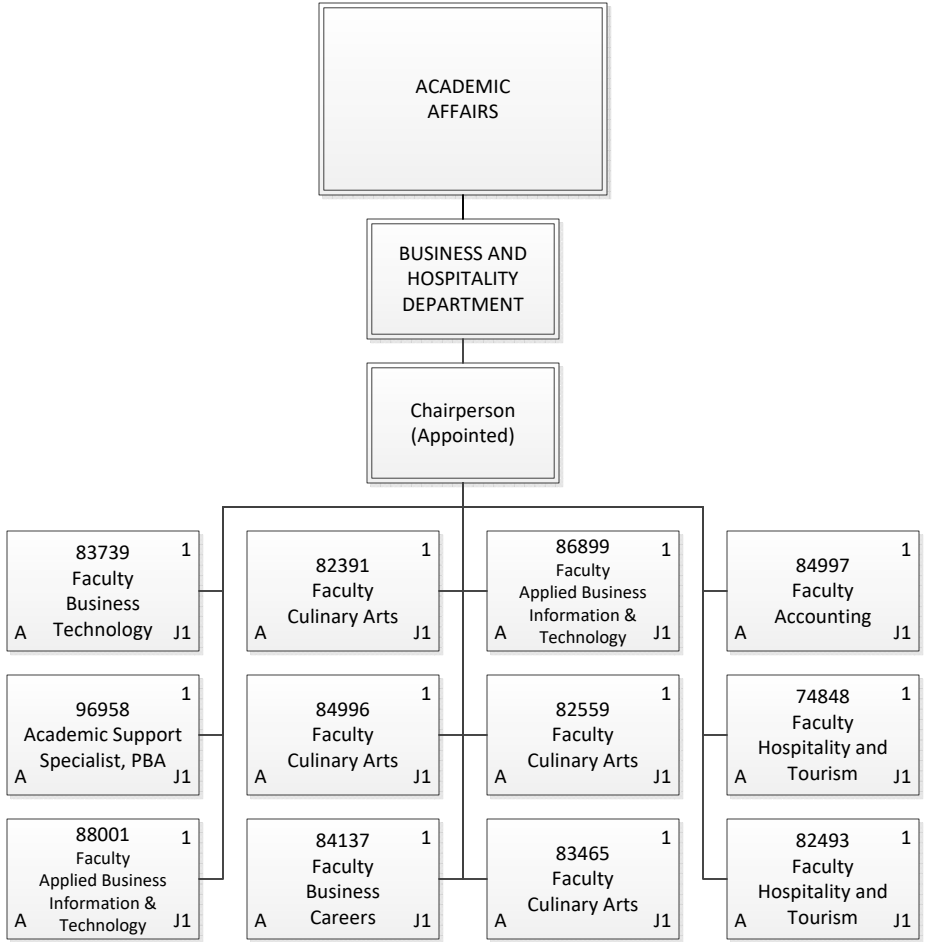 ACADEMIC
AFFAIRS
BUSINESS AND
HOSPITALITY
DEPARTMENT
Chairperson
(Appointed)
83739 1
Faculty
Business
Technology
A J1
82391 1
Faculty
Culinary Arts
A J1
86899 1
Faculty
Applied Business
Information &
Technology
A J1
84997 1
Faculty
Accounting
A J1
96958 1
Academic Support
Specialist, PBA
A J1
84996 1
Faculty
Culinary Arts
A J1
82559 1
Faculty
Culinary Arts
A J1
74848 1
Faculty
Hospitality and
Tourism
A J1
88001 1
Faculty
Applied Business
Information &
Technology
A J1
84137 1
Faculty
Business
Careers
A J1
83465 1
Faculty
Culinary Arts
A J1
82493 1
Faculty
Hospitality and
Tourism
A J1